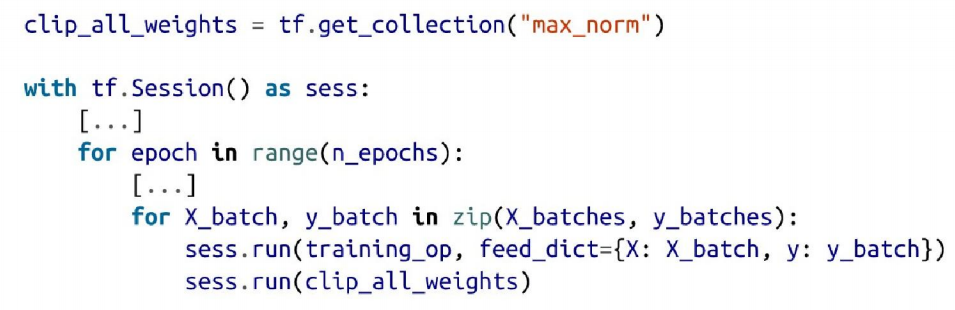 clip_all_weights = tf.get_collection("max_norm")
with tf.Session() as sess:
    [...]
    for epoch in range(n_epochs):
        [...]
        for X_batch, y_batch in zip(X_batches, y_batches):
            sess.run(training_op, feed_dict={X: X_batch, y: y_batch})
            sess.run(clip_all_weights)